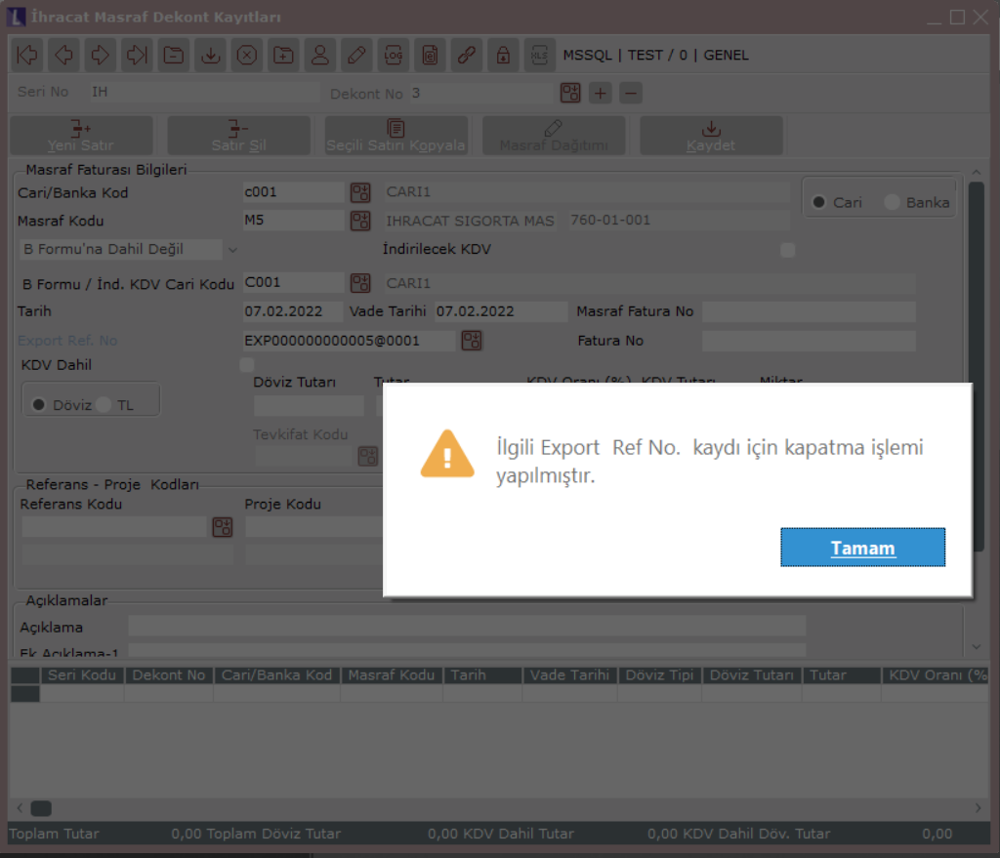 İhracat Masraf Dekont Kayıtları
MSSQL | TEST / 0 | GENEL
Seri No IH Dekont No 3
Yeni Satır Satır Sil Seçili Satırı Kopyala Masraf Dağıtımı Kaydet
Masraf Faturası Bilgileri
Cari/Banka Kod c001 CARI1 Cari Banka
Masraf Kodu M5 IHRACAT SIGORTA MAS 760-01-001
B Formu'na Dahil Değil İndirilecek KDV
B Formu / İnd. KDV Cari Kodu C001 CARI1
Tarih 07.02.2022 Vade Tarihi 07.02.2022 Masraf Fatura No
Export Ref. No EXP000000000005@0001 Fatura No
KDV Dahil
Döviz Tutarı Tutar KDV Oranı (%) KDV Tutarı Miktar
Döviz TL
Tevkifat Kodu
İlgili Export  Ref No.  kaydı için kapatma işlemi
yapılmıştır.
Tamam
Referans - Proje  Kodları
Referans Kodu Proje Kodu
Açıklamalar
Açıklama
Ek Açıklama-1
Seri Kodu Dekont No Cari/Banka Kod Masraf Kodu Tarih Vade Tarihi Döviz Tipi Döviz Tutarı Tutar KDV Oranı (%
Toplam Tutar 0,00 Toplam Döviz Tutar 0,00 KDV Dahil Tutar 0,00 KDV Dahil Döv. Tutar 0,00